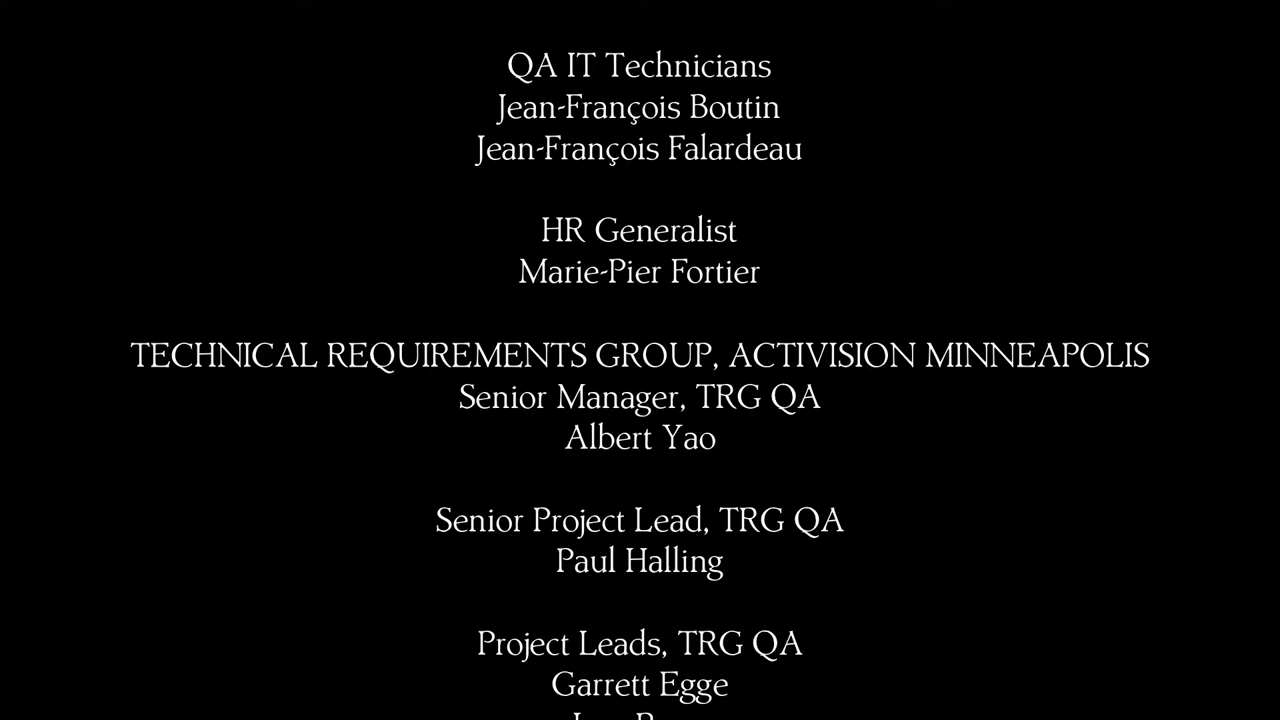 QA IT Technicians
Jean-François Boutin
Jean-François Falardeau
HR Generalist
Marie-Pier Fortier
TECHNICAL REQUIREMENTS GROUP, ACTIVISION MINNEAPOLIS
Senior Manager, TRG QA
Albert Yao
Senior Project Lead, TRG QA
Paul Halling
Project Leads, TRG QA
Garrett Egge